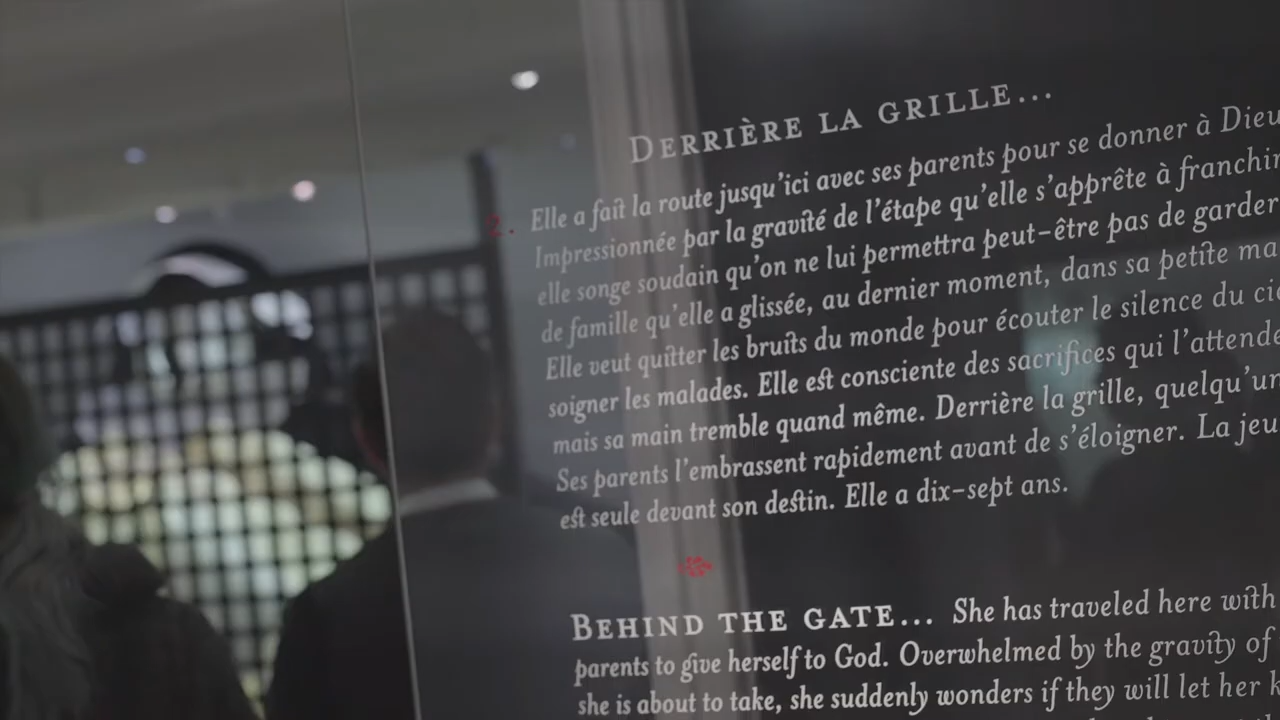 DERRIÈRE LA GRILLE...
2. Elle a fait la route jusqu'ici avec ses parents pour se donner à Dieu
Impressionnée par la gravité de l'étape qu'elle s'apprête à franchir
elle songe soudain qu'on ne lui permettra peut-être pas de garder
de famille qu'elle a glissée, au dernier moment, dans sa petite
Elle veut quitter les bruits du monde pour écouter le silence du
soigner les malades. Elle est consciente des sacrifices qui
mais sa main tremble quand même. Derrière la grille,
Ses parents l'embrassent rapidement avant de s'éloigner. La
est seule devant son destin. Elle a dix-sept ans.
BEHIND THE GATE... She has traveled here with
parents to give herself to God. Overwhelmed by the gravity of
she is about to take, she suddenly wonders if they will let her